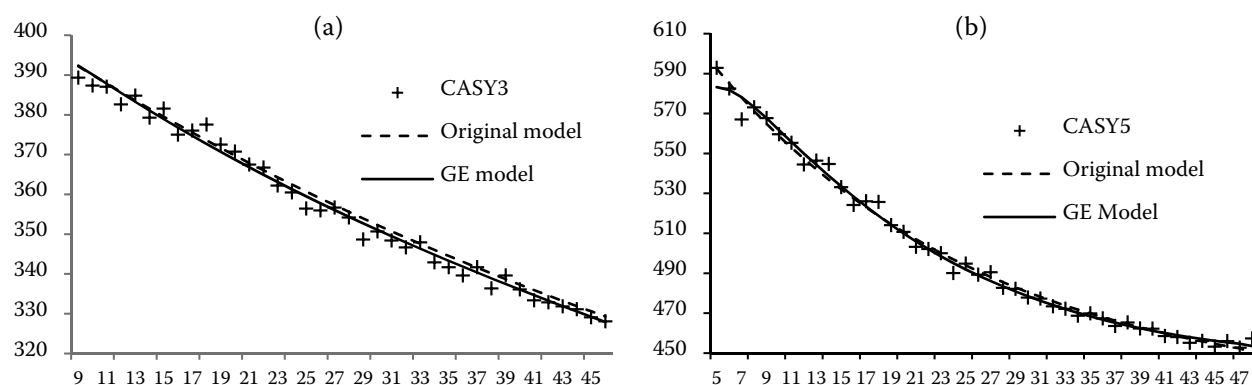 (a)
400
390
380
370
360
350
340
330
320
CASY3
Original model
GE model
9 11 13 15 17 19 21 23 25 27 29 31 33 35 37 39 41 43 45
(b)
610
590
570
550
530
510
490
470
450
CASY5
Original model
GE Model
5 7 9 11 13 15 17 19 21 23 25 27 29 31 33 35 37 39 41 43 45 47